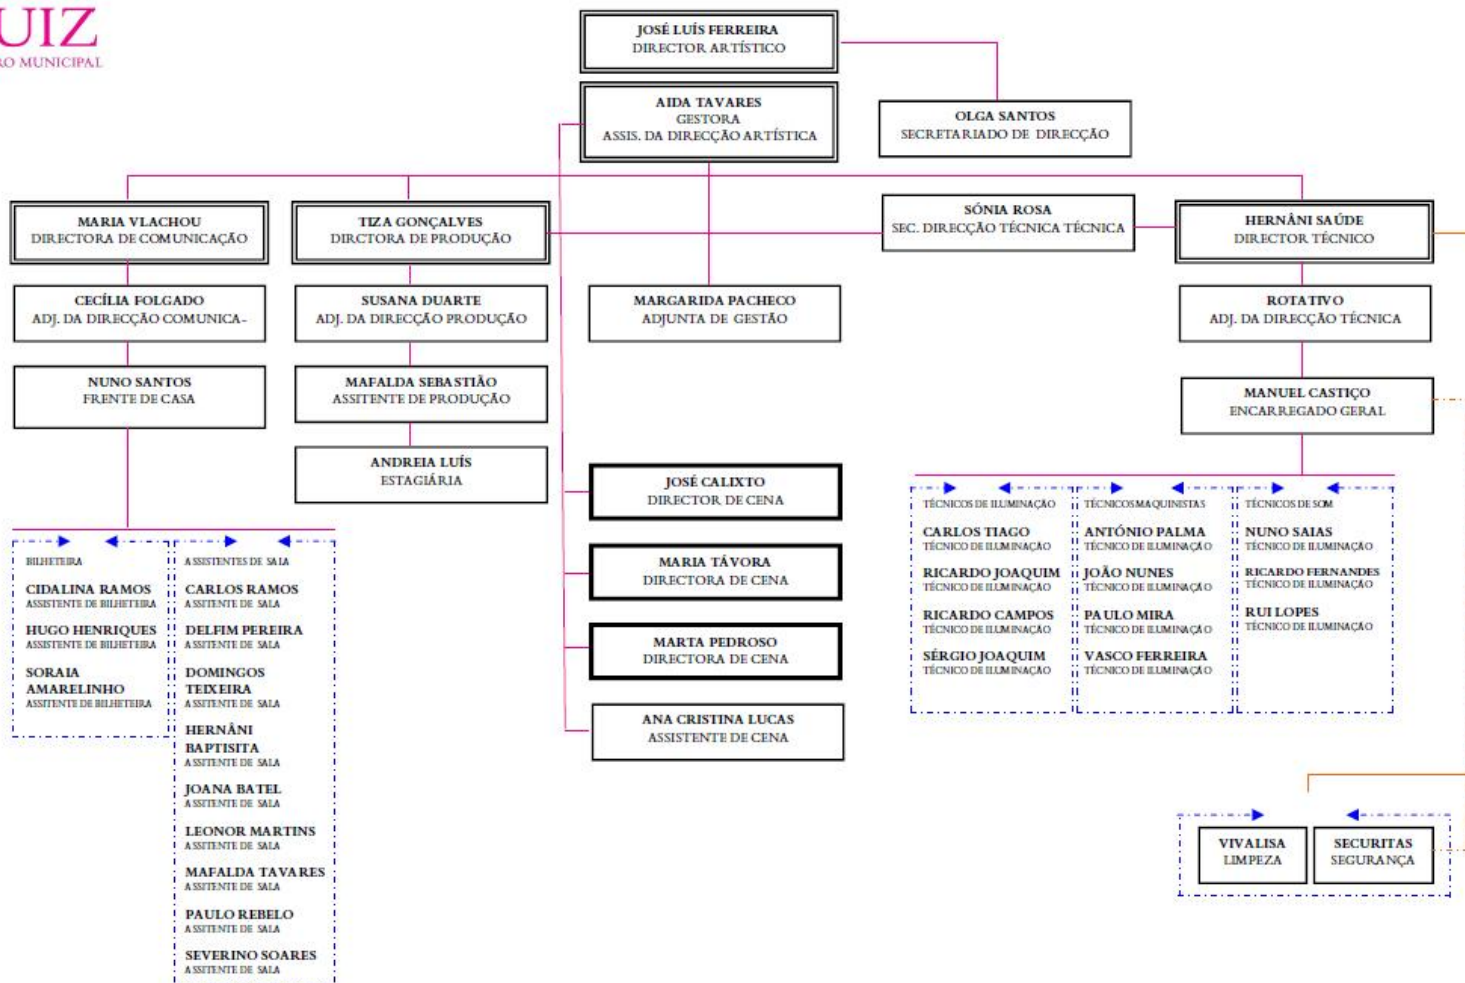 UIZ
RO MUNICIPAL
JOSÉ LUÍS FERREIRA
DIRECTOR ARTÍSTICO
AIDA TAVARES
GESTORA
ASSIS. DA DIRECÇÃO ARTÍSTICA
OLGA SANTOS
SECRETARIADO DE DIRECÇÃO
MARIA VLACHOU
DIRECTORA DE COMUNICAÇÃO
TIZA GONÇALVES
DIRCTORA DE PRODUÇÃO
SÓNIA ROSA
SEC. DIRECÇÃO TÉCNICA TÉCNICA
HERNÂNI SAÚDE
DIRECTOR TÉCNICO
CECÍLIA FOLGADO
ADJ. DA DIRECÇÃO COMUNICA-
SUSANA DUARTE
ADJ. DA DIRECÇÃO PRODUÇÃO
MARGARIDA PACHECO
ADJUNTA DE GESTÃO
ROTATIVO
ADJ. DA DIRECÇÃO TÉCNICA
NUNO SANTOS
FRENTE DE CASA
MAFALDA SEBASTIÃO
ASSITENTE DE PRODUÇÃO
MANUEL CASTIÇO
ENCARREGADO GERAL
ANDREIA LUÍS
ESTAGIÁRIA
JOSÉ CALIXTO
DIRECTOR DE CENA
MARIA TÁVORA
DIRECTORA DE CENA
MARTA PEDROSO
DIRECTORA DE CENA
ANA CRISTINA LUCAS
ASSISTENTE DE CENA
BILHETEIRA
CIDALINA RAMOS
ASSISTENTE DE BILHETEIRA
HUGO HENRIQUES
ASSISTENTE DE BILHETEIRA
SORAIA
AMARELINHO
ASSITENTE DE BILHETEIRA
ASSISTENTES DE SALA
CARLOS RAMOS
ASSITENTE DE SALA
DELFIM PEREIRA
ASSITENTE DE SALA
DOMINGOS
TEIXEIRA
ASSITENTE DE SALA
HERNÂNI
BAPTISITA
ASSITENTE DE SALA
JOANA BATEL
ASSITENTE DE SALA
LEONOR MARTINS
ASSITENTE DE SALA
MAFALDA TAVARES
ASSITENTE DE SALA
PAULO REBELO
ASSITENTE DE SALA
SEVERINO SOARES
ASSITENTE DE SALA
TÉCNICOS DE ILUMINAÇÃO
CARLOS TIAGO
TÉCNICO DE ILUMINAÇÃO
RICARDO JOAQUIM
TÉCNICO DE ILUMINAÇÃO
RICARDO CAMPOS
TÉCNICO DE ILUMINAÇÃO
SÉRGIO JOAQUIM
TÉCNICO DE ILUMINAÇÃO
TÉCNICOS MAQUINISTAS
ANTÓNIO PALMA
TÉCNICO DE ILUMINAÇÃO
JOÃO NUNES
TÉCNICO DE ILUMINAÇÃO
PAULO MIRA
TÉCNICO DE ILUMINAÇÃO
VASCO FERREIRA
TÉCNICO DE ILUMINAÇÃO
TÉCNICOS DE SOM
NUNO SAIAS
TÉCNICO DE ILUMINAÇÃO
RICARDO FERNANDES
TÉCNICO DE ILUMINAÇÃO
RUI LOPES
TÉCNICO DE ILUMINAÇÃO
VIVALISA
LIMPEZA
SECURITAS
SEGURANÇA